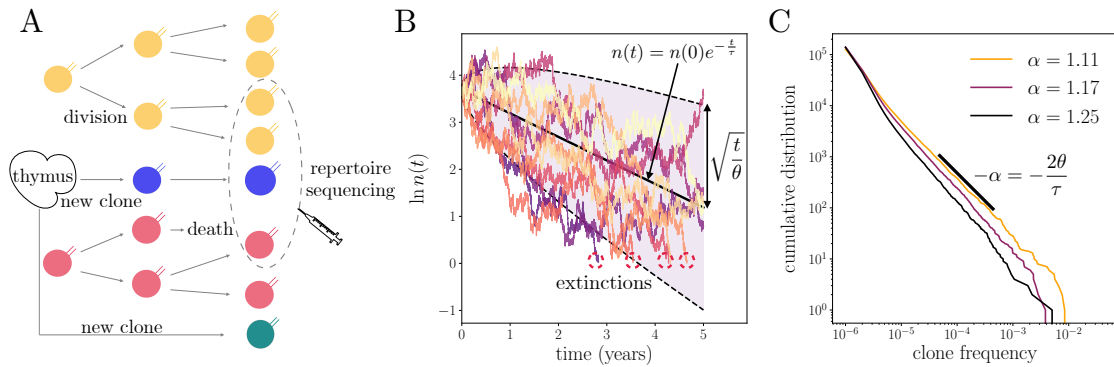 A
division
thymus
new clone
death
new clone
repertoire
sequencing
B
n(t) = n(0)e^{-t/τ}
√(t/θ)
extinctions
ln n(t)
4
3
2
1
0
−1
0
1
2
3
4
5
time (years)
C
α = 1.11
α = 1.17
α = 1.25
−α = −2θ/τ
cumulative distribution
10^5
10^4
10^3
10^2
10^1
10^0
10^{−6}
10^{−5}
10^{−4}
10^{−3}
10^{−2}
clone frequency